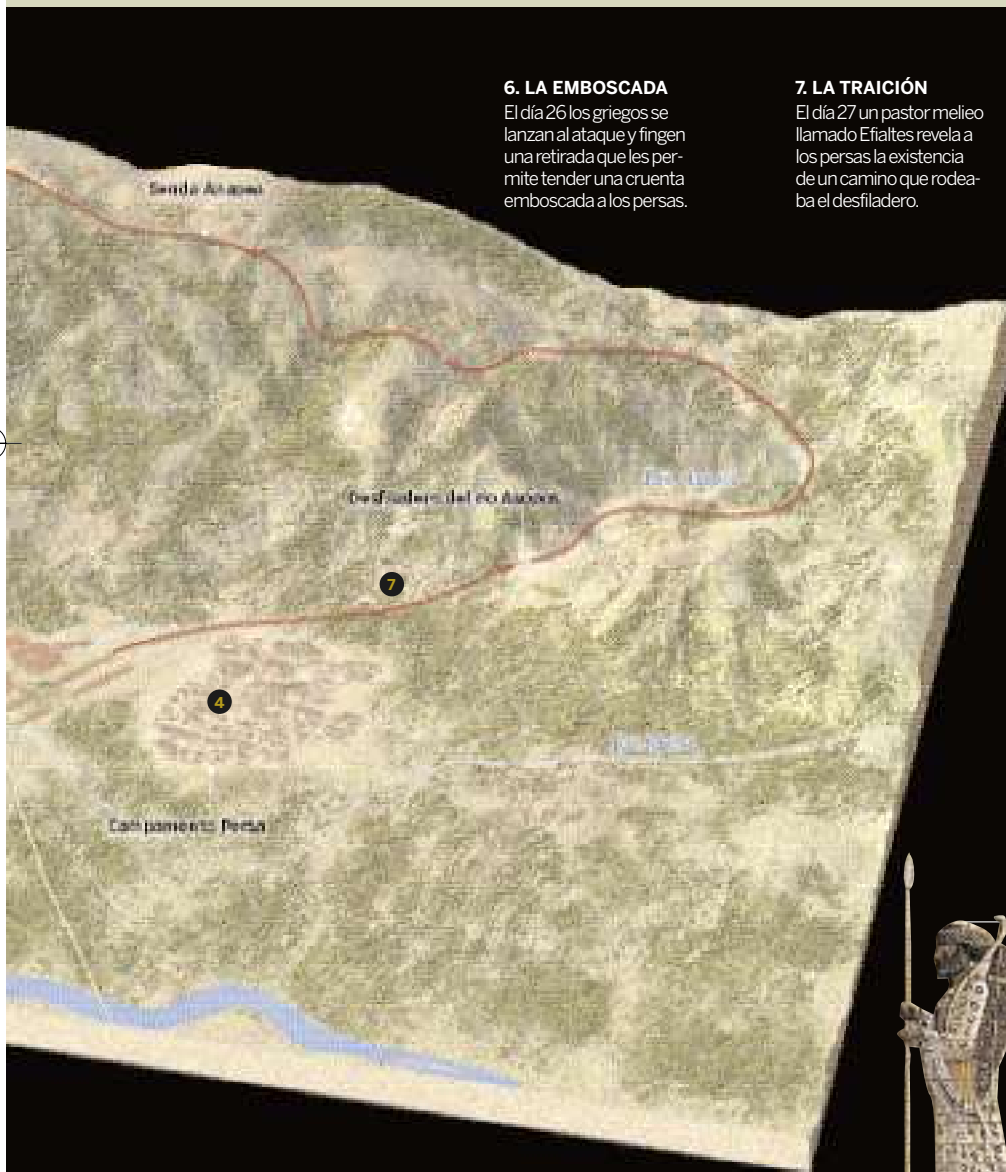 6. LA EMBOSCADA
El día 26 los griegos se
lanzan al ataque y fingen
una retirada que les per-
mite tender una cruenta
emboscada a los persas.
7. LA TRAICIÓN
El día 27 un pastor melieo
llamado Efialtes revela a
los persas la existencia
de un camino que rodea-
ba el desfiladero.
Senda Anopea
Desfiladero del río Asopos
7
4
Campamento Persa